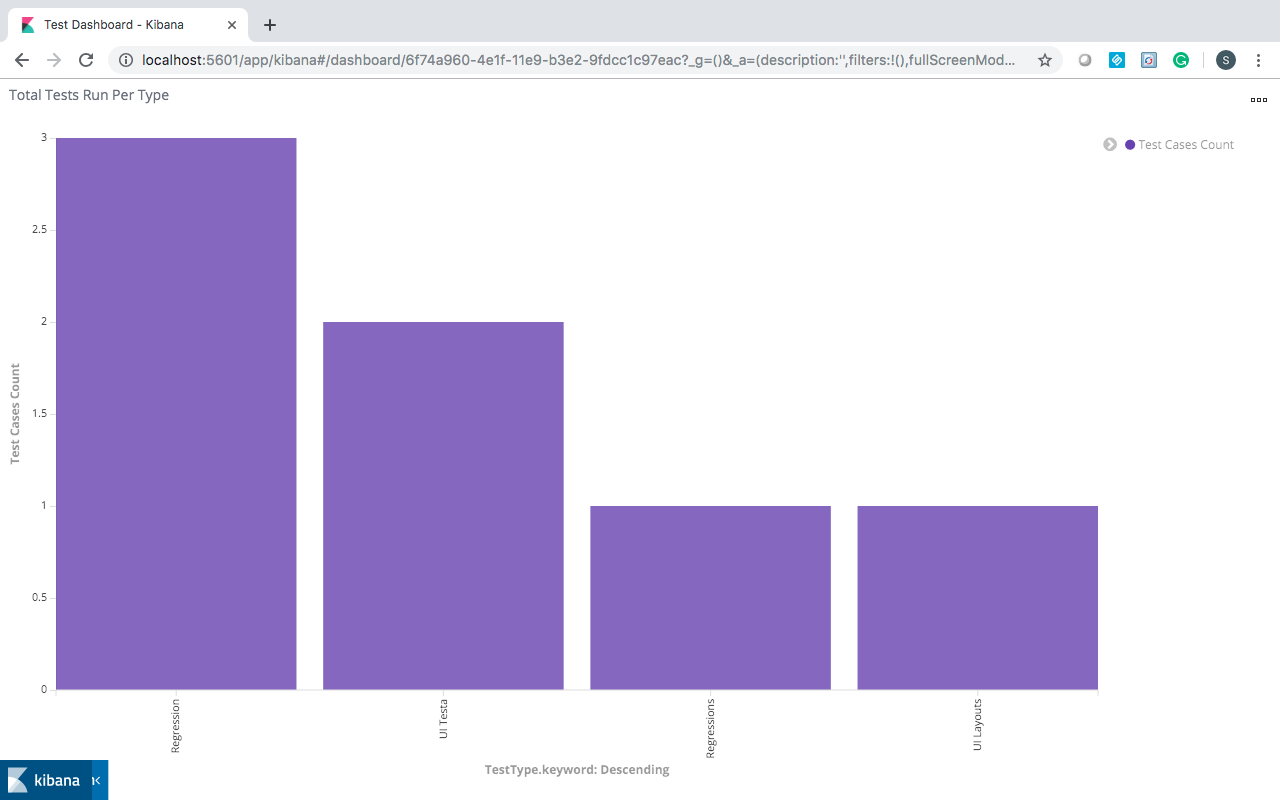 Test Dashboard - Kibana
localhost:5601/app/kibana#/dashboard/6f74a960-4e1f-11e9-b3e2-9fdcc1c97eac?_g=()&_a=(description:'',filters:!(),fullScreenMod...
S
Total Tests Run Per Type
Test Cases Count
3
2.5
2
1.5
1
0.5
0
Test Cases Count
Regression
UI Testa
Regressions
UI Layouts
TestType.keyword: Descending
kibana